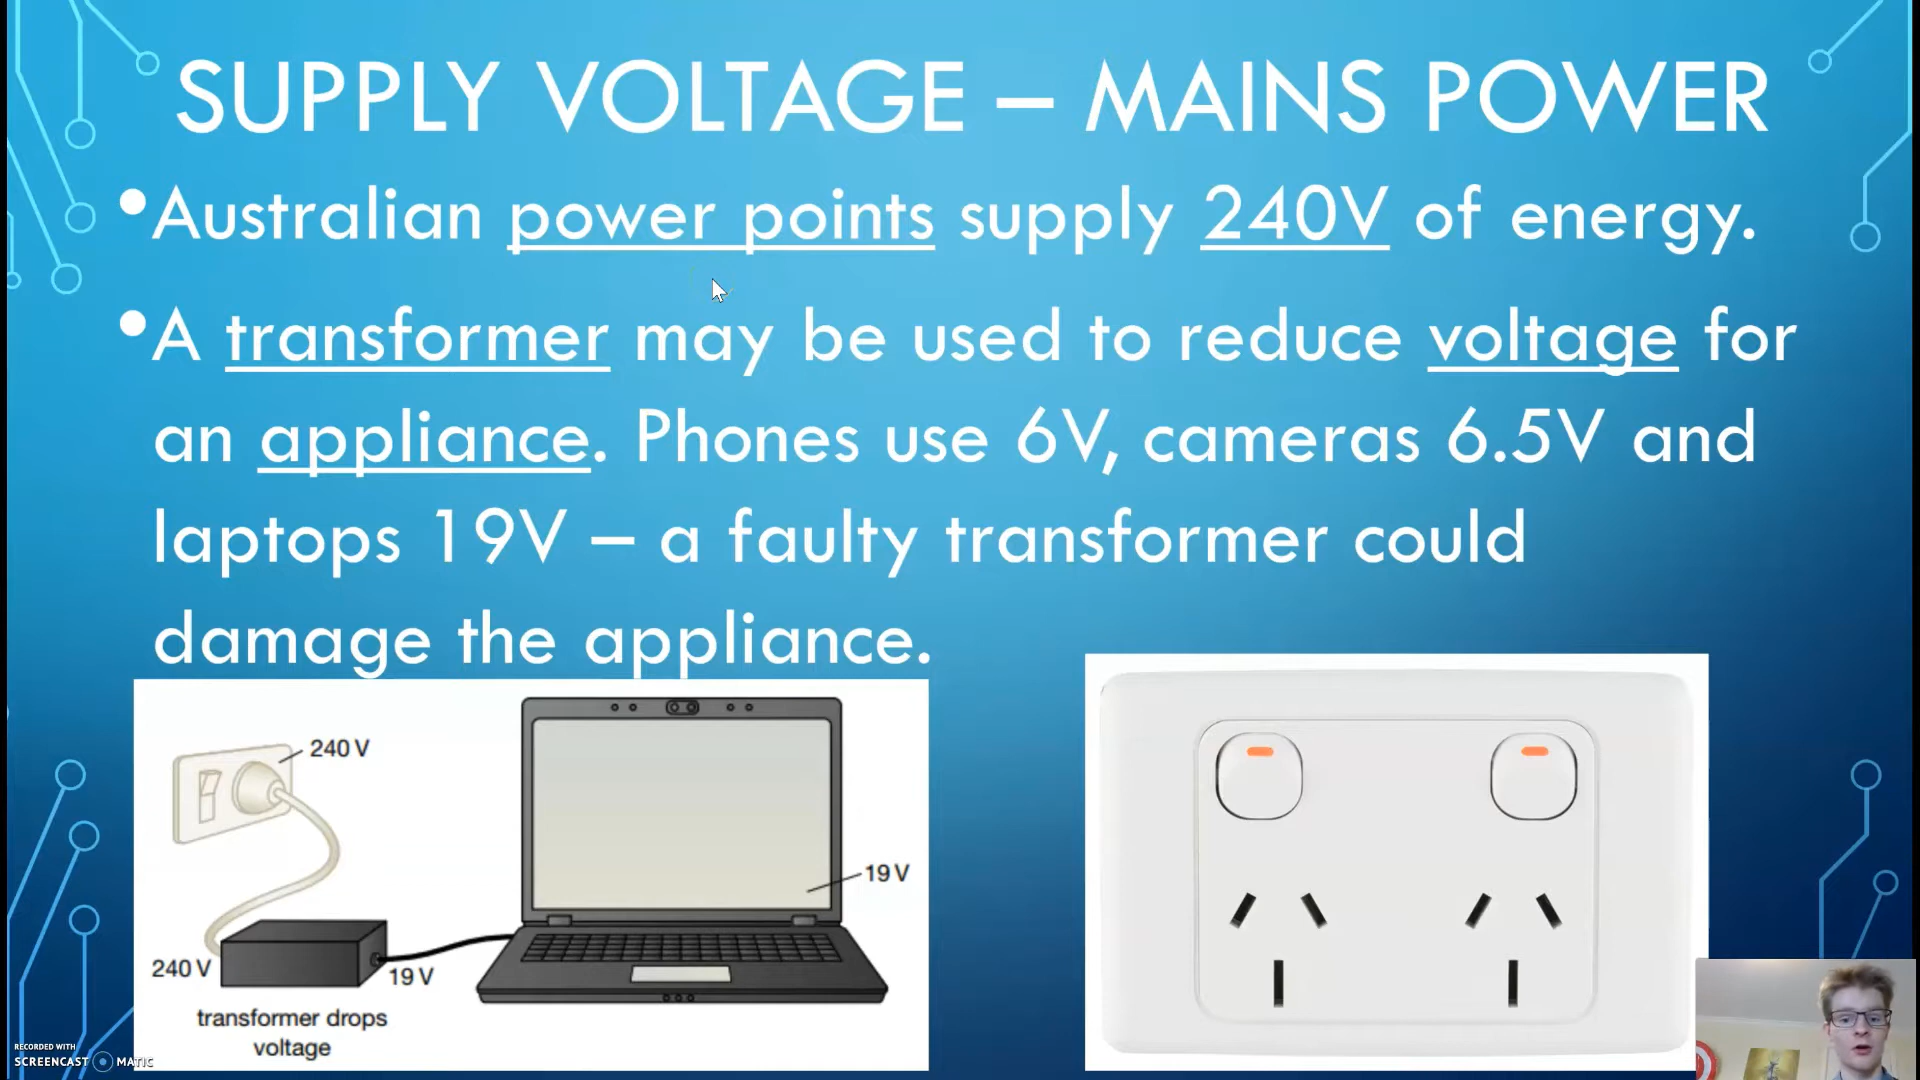 SUPPLY VOLTAGE – MAINS POWER
•Australian power points supply 240V of energy.
•A transformer may be used to reduce voltage for
an appliance. Phones use 6V, cameras 6.5V and
laptops 19V – a faulty transformer could
damage the appliance.
240 V
19 V
240 V
19 V
transformer drops
voltage
RECORDED WITH
SCREENCAST MATIC